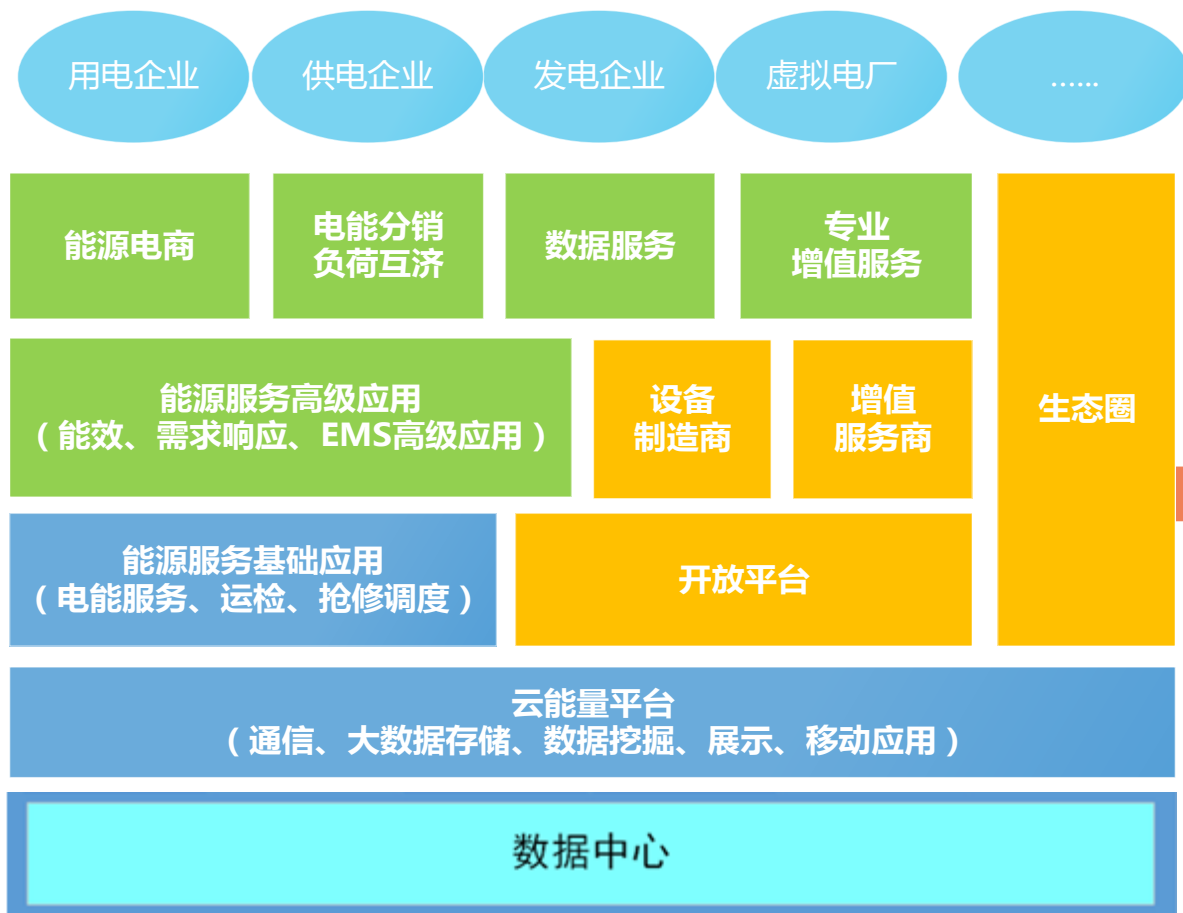 用电企业
供电企业
发电企业
虚拟电厂
......
能源电商
电能分销
负荷互济
数据服务
专业
增值服务
能源服务高级应用
（能效、需求响应、EMS高级应用）
设备
制造商
增值
服务商
生态圈
能源服务基础应用
（电能服务、运检、抢修调度）
开放平台
云能量平台
（通信、大数据存储、数据挖掘、展示、移动应用）
数据中心